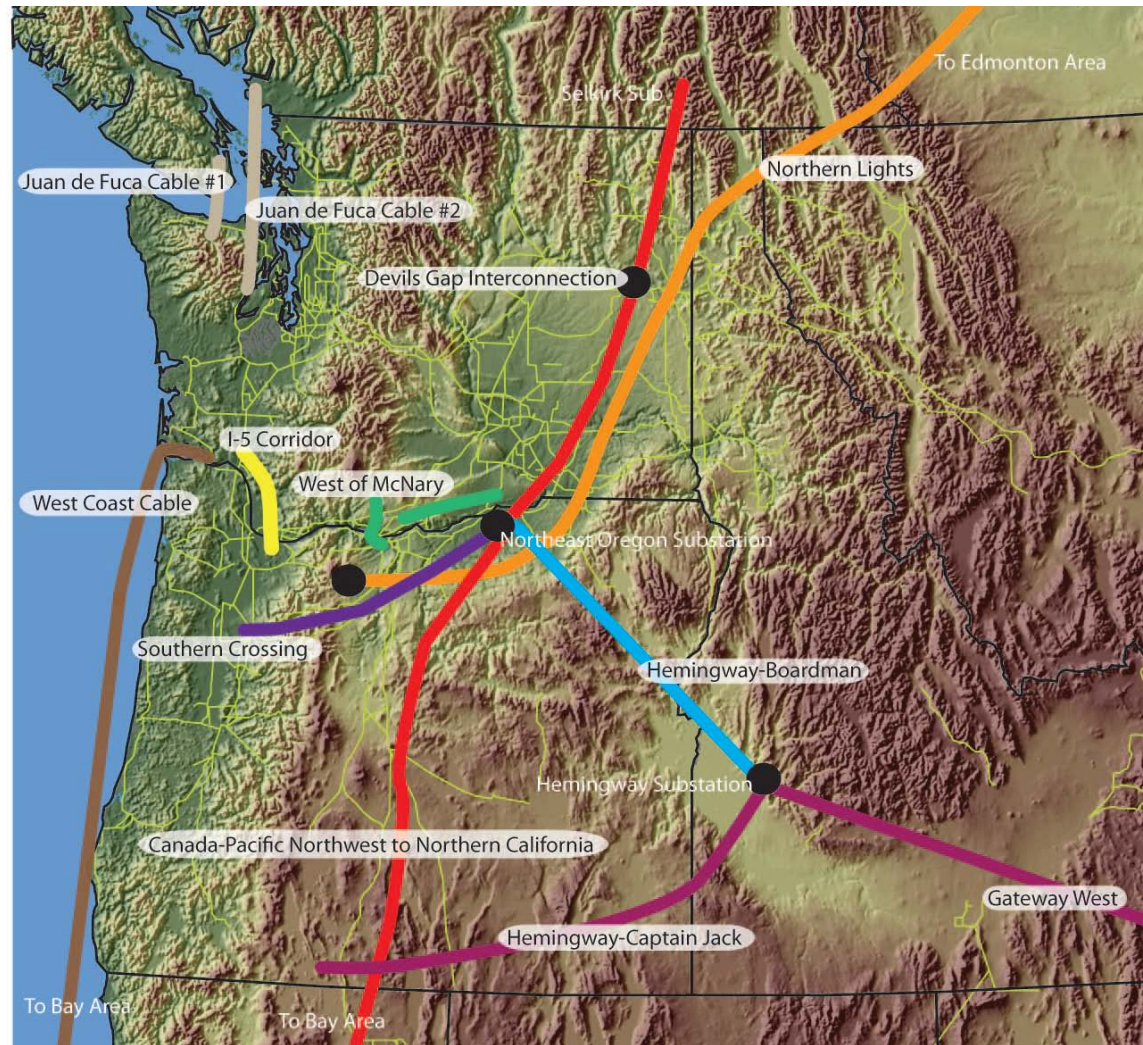 To Edmonton Area
Selkirk Sub
Northern Lights
Juan de Fuca Cable #1
Juan de Fuca Cable #2
Devils Gap Interconnection
I-5 Corridor
West of McNary
West Coast Cable
Northeast Oregon Substation
Southern Crossing
Hemingway-Boardman
Hemingway Substation
Canada-Pacific Northwest to Northern California
Gateway West
Hemingway-Captain Jack
To Bay Area
To Bay Area